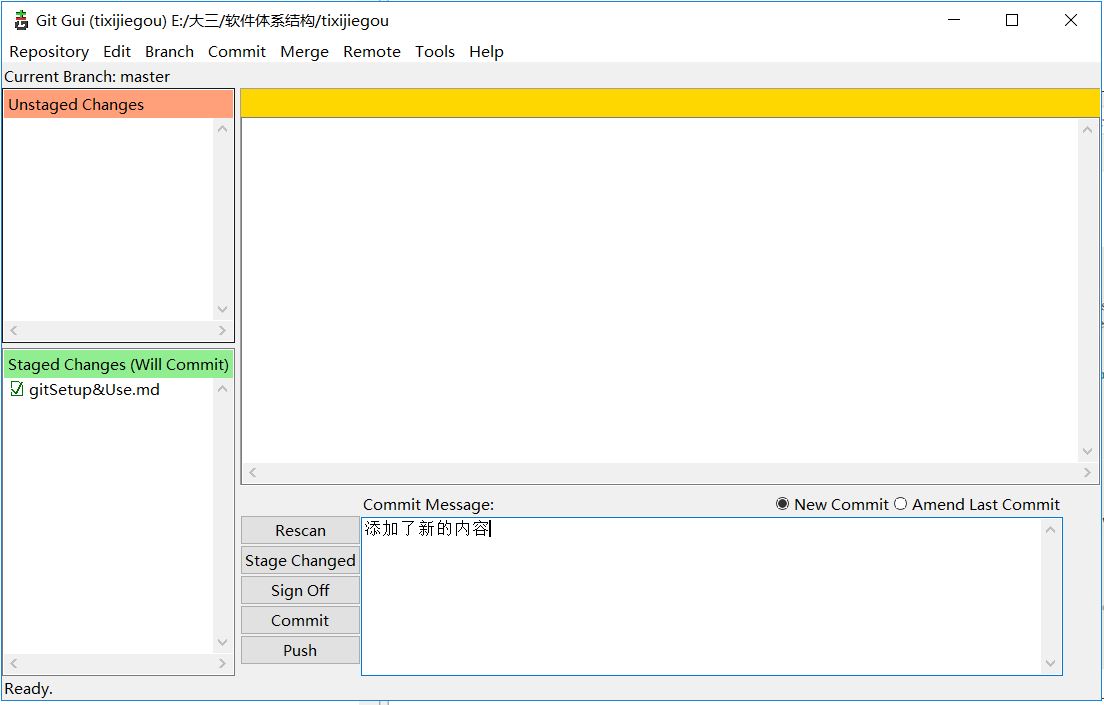 Git Gui (tixijiegou) E:/大三/软件体系结构/tixijiegou
Repository Edit Branch Commit Merge Remote Tools Help
Current Branch: master
Unstaged Changes
Staged Changes (Will Commit)
gitSetup&Use.md
Commit Message:
New Commit
Amend Last Commit
添加了新的内容
Rescan
Stage Changed
Sign Off
Commit
Push
Ready.